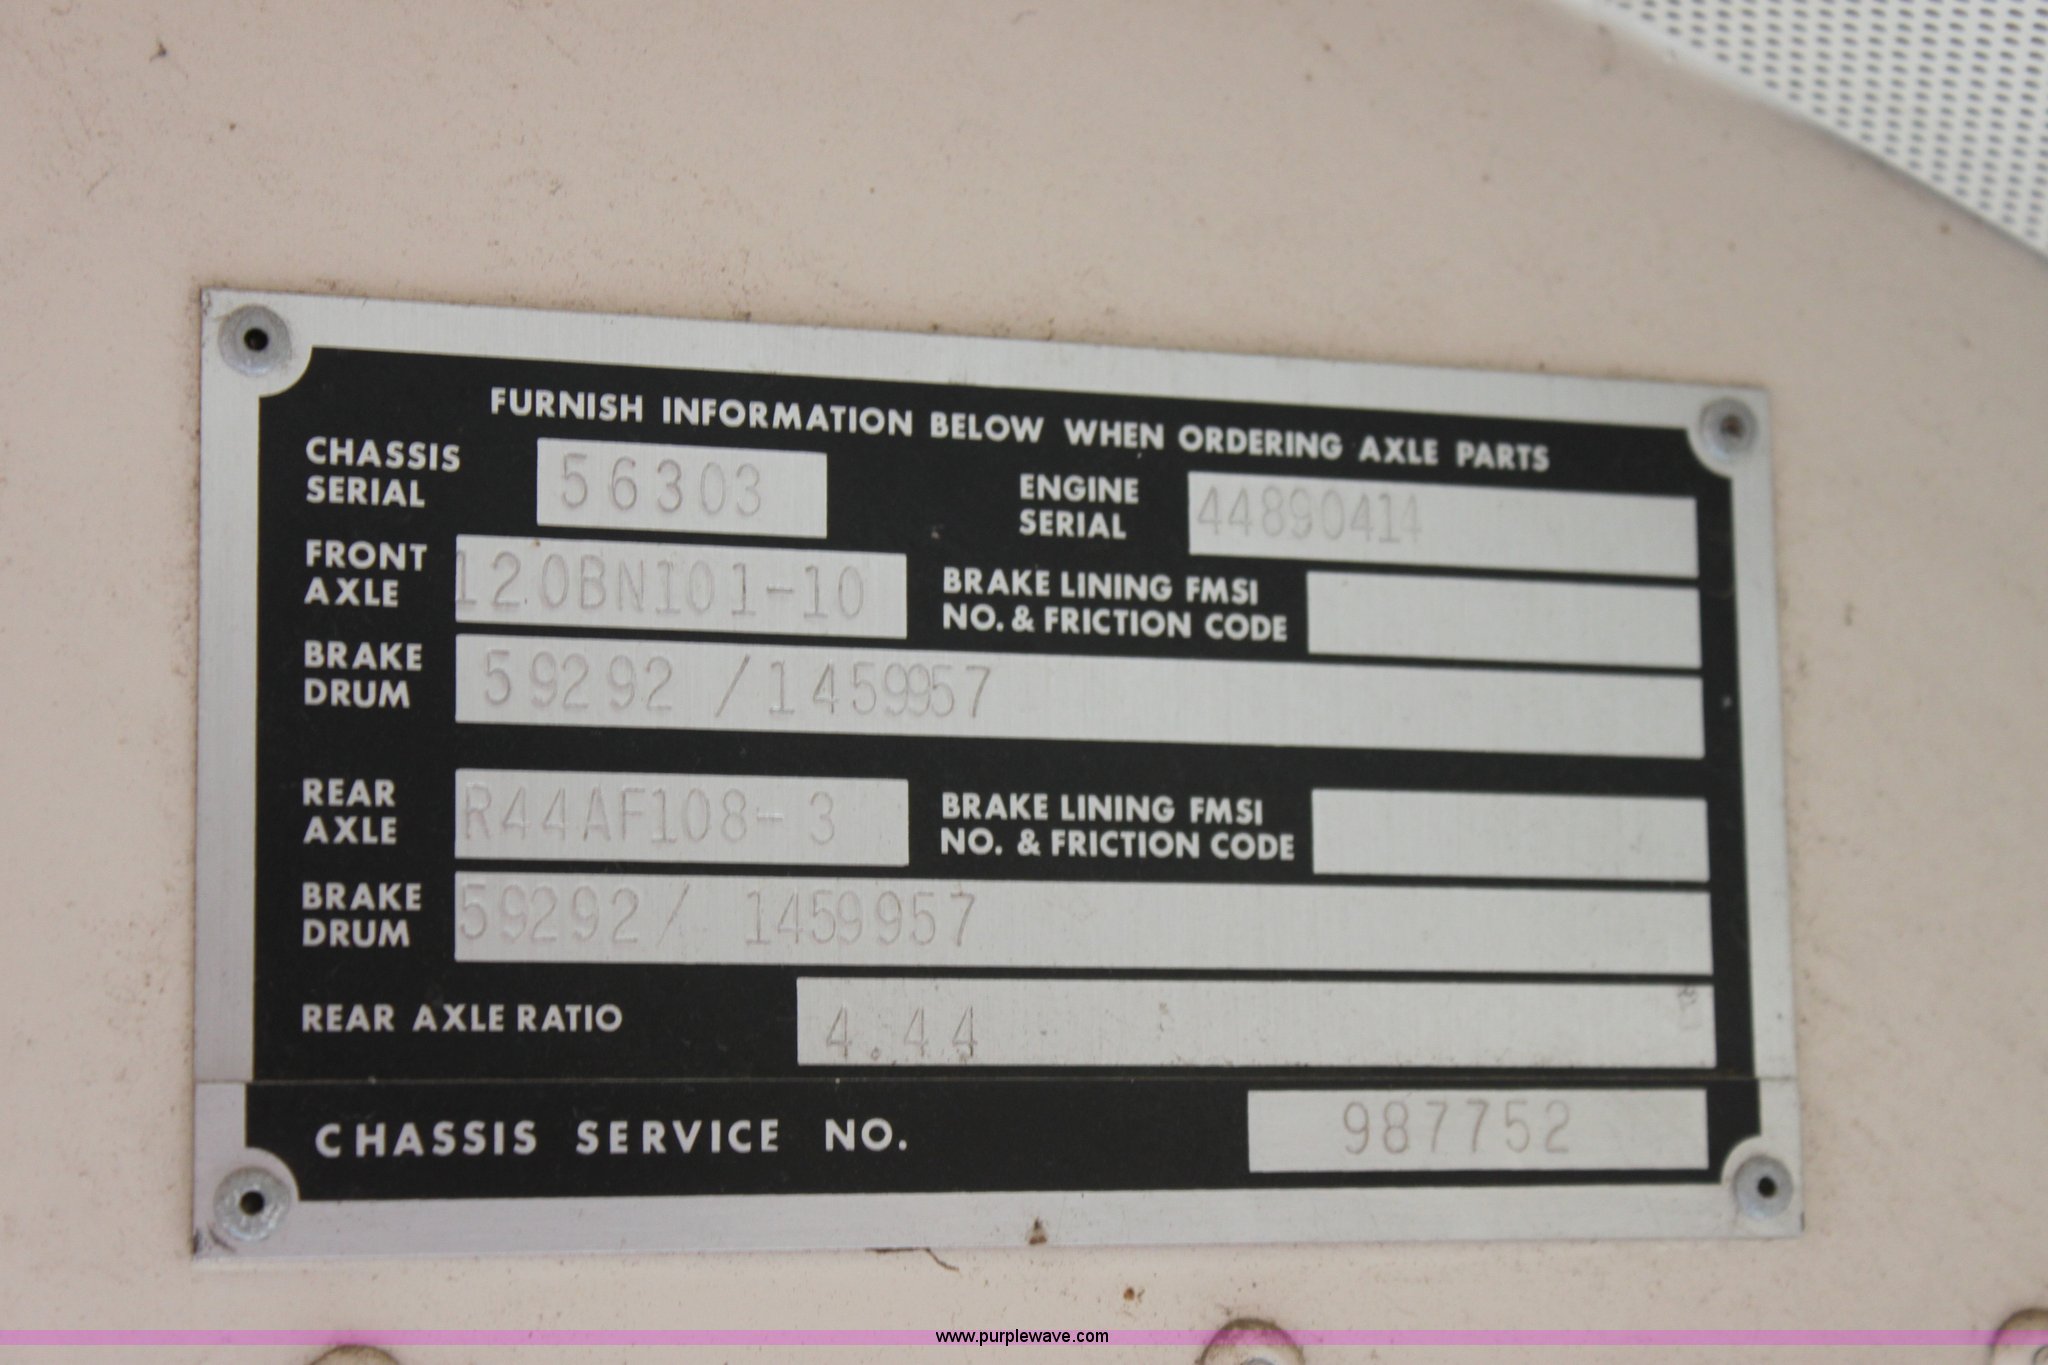 FURNISH INFORMATION BELOW WHEN ORDERING AXLE PARTS
CHASSIS SERIAL 56303
ENGINE SERIAL 44890414
FRONT AXLE 120BN101-10
BRAKE LINING FMSI NO. & FRICTION CODE
BRAKE DRUM 59292 /1459957
REAR AXLE R44AF108-3
BRAKE LINING FMSI NO. & FRICTION CODE
BRAKE DRUM 59292/ 1459957
REAR AXLE RATIO 4.44
CHASSIS SERVICE NO. 987752
www.purplewave.com